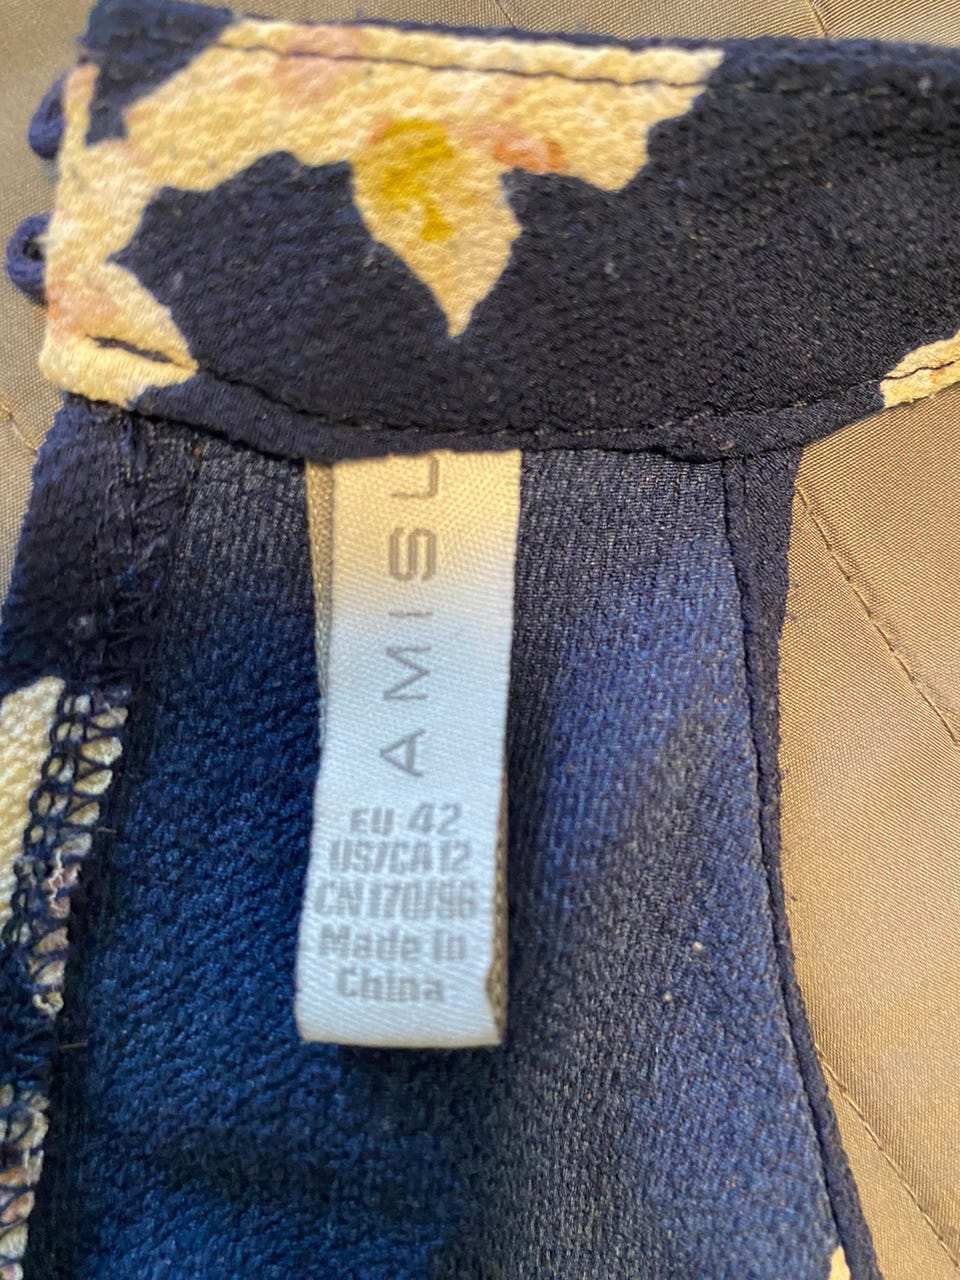 AMISU
EU 42
US/CA 12
CN 170/96
Made in
China